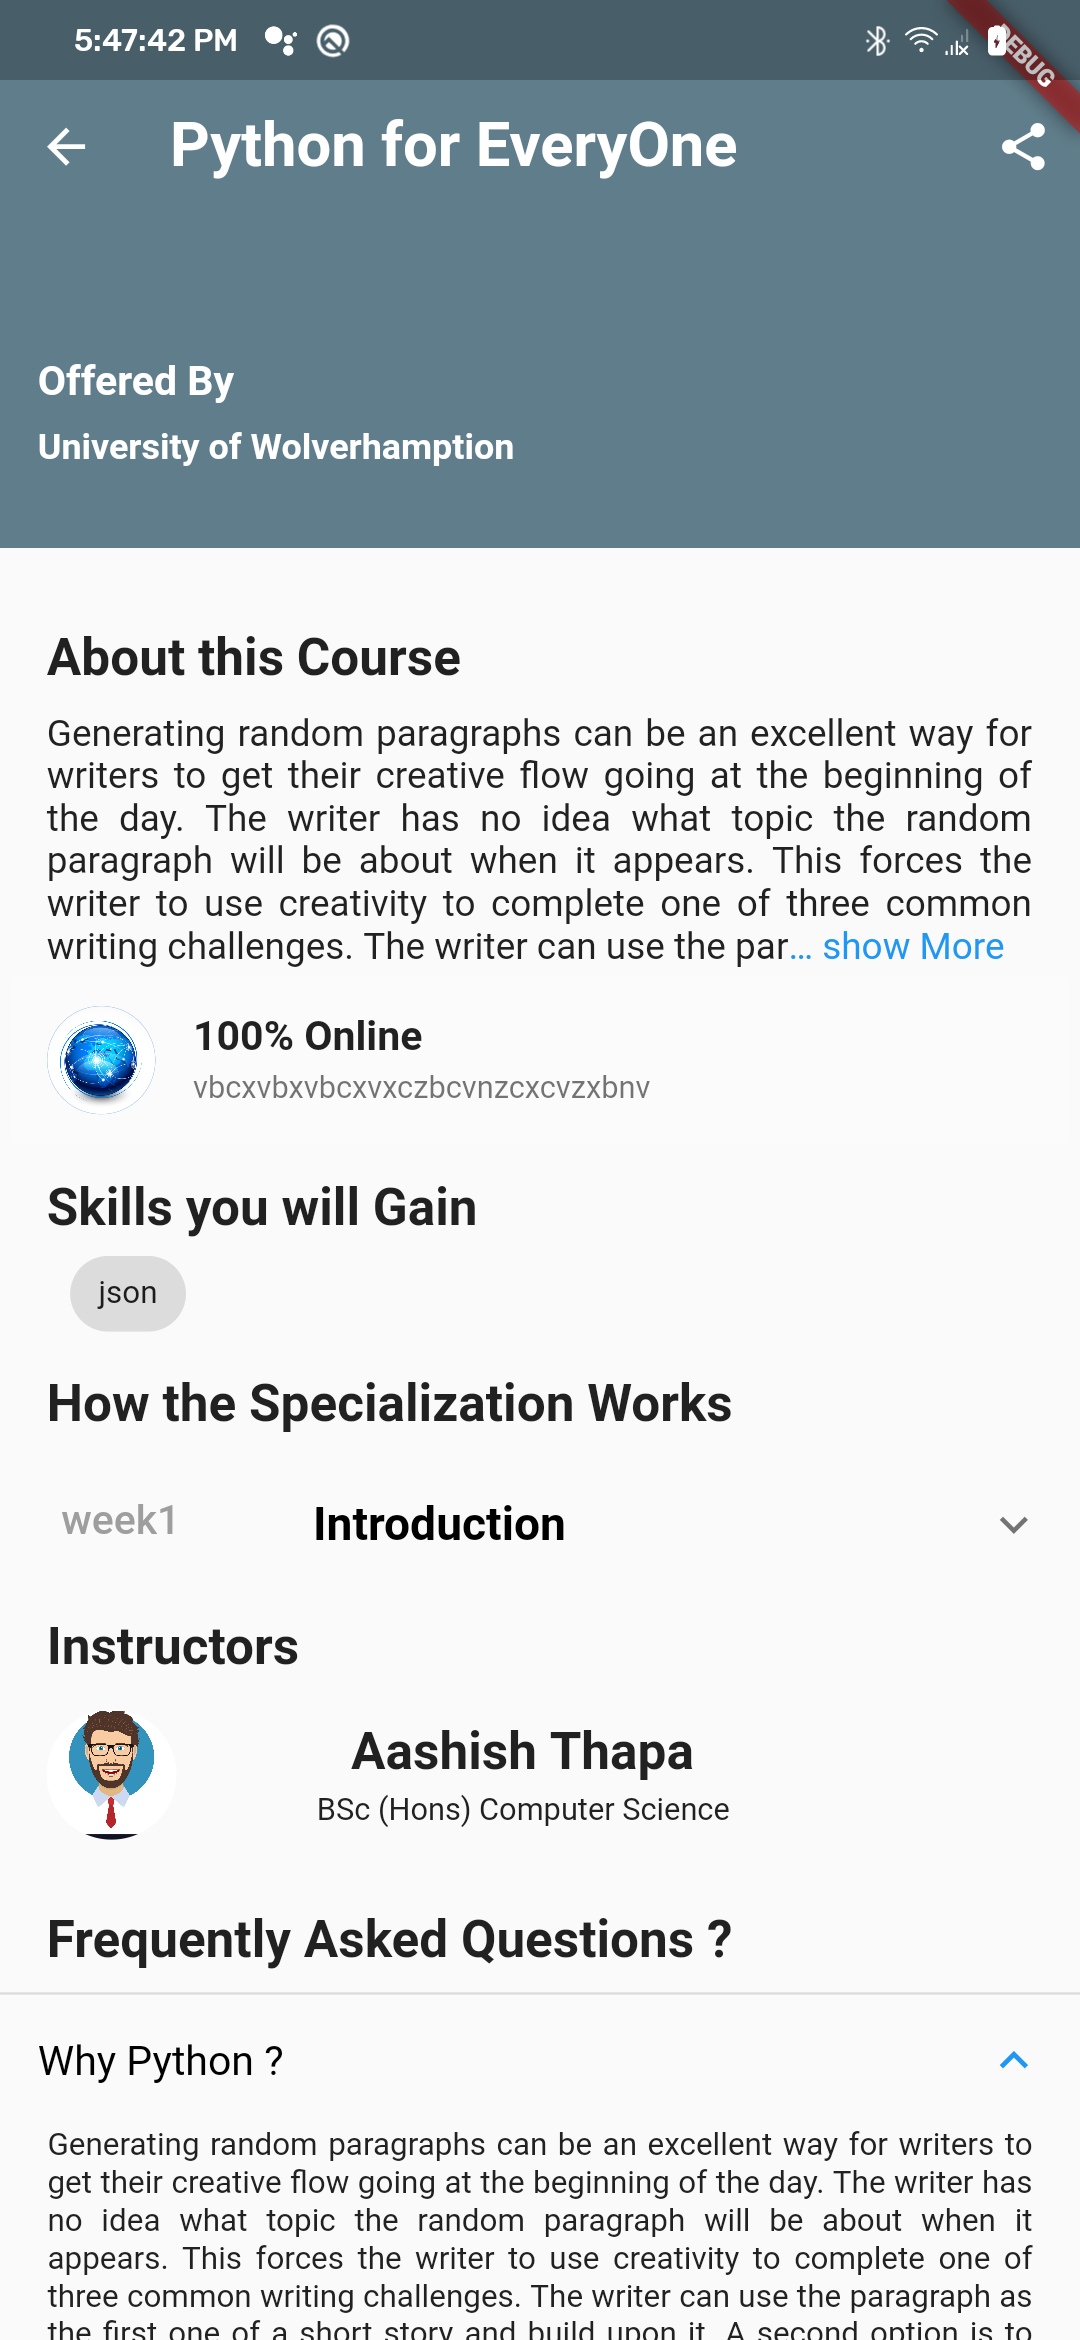 5:47:42 PM
DEBUG
Python for EveryOne
Offered By
University of Wolverhamption
About this Course
Generating random paragraphs can be an excellent way for
writers to get their creative flow going at the beginning of
the day. The writer has no idea what topic the random
paragraph will be about when it appears. This forces the
writer to use creativity to complete one of three common
writing challenges. The writer can use the par... show More
100% Online
vbcxvbxvbcxvxczbcvnzcxcvzxbnv
Skills you will Gain
json
How the Specialization Works
week1 Introduction
Instructors
Aashish Thapa
BSc (Hons) Computer Science
Frequently Asked Questions ?
Why Python ?
Generating random paragraphs can be an excellent way for writers to
get their creative flow going at the beginning of the day. The writer has
no idea what topic the random paragraph will be about when it
appears. This forces the writer to use creativity to complete one of
three common writing challenges. The writer can use the paragraph as
the first one of a short story and build upon it. A second option is to